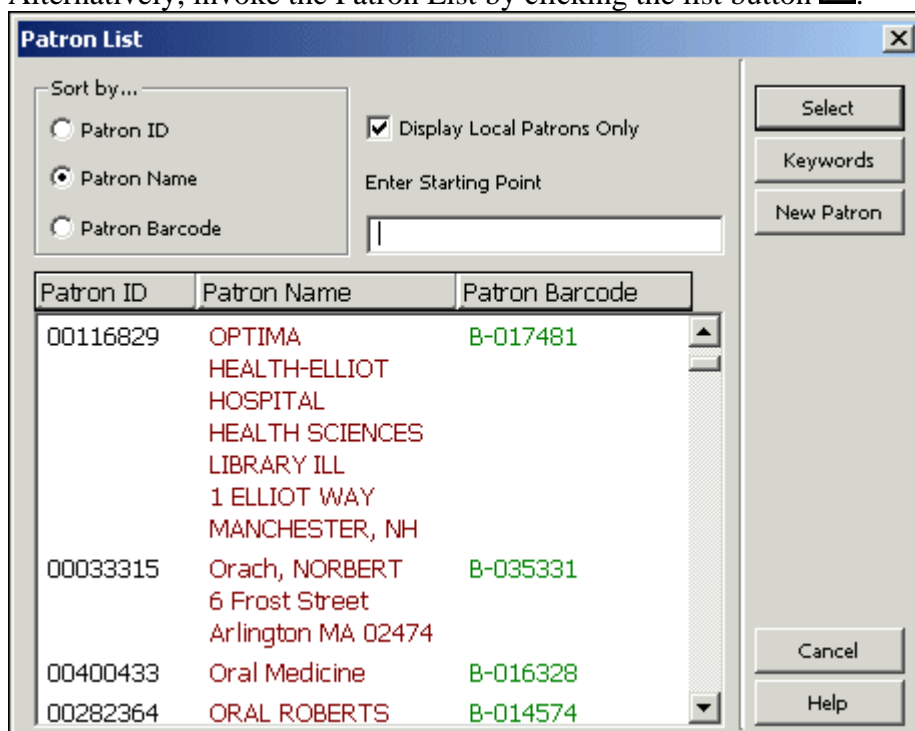 Alternatively, invoke the Patron List by clicking the list button
Patron List
Sort by...
Patron ID
Patron Name
Patron Barcode
Display Local Patrons Only
Enter Starting Point
Select
Keywords
New Patron
Patron ID Patron Name Patron Barcode
00116829 OPTIMA B-017481
HEALTH-ELLIOT
HOSPITAL
HEALTH SCIENCES
LIBRARY ILL
1 ELLIOT WAY
MANCHESTER, NH
00033315 Orach, NORBERT B-035331
6 Frost Street
Arlington MA 02474
00400433 Oral Medicine B-016328
00282364 ORAL ROBERTS B-014574
Cancel
Help